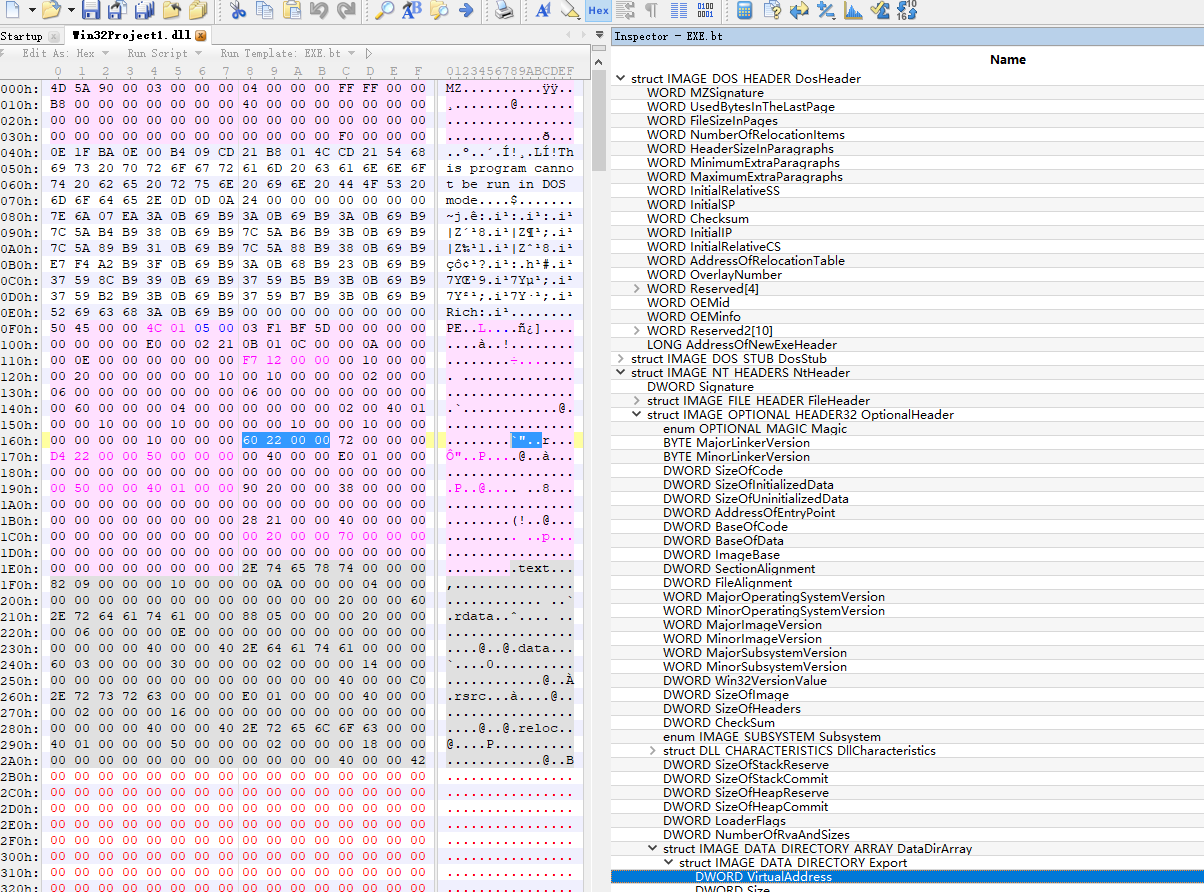 Hex
Startup Win32Project1.dll
Edit As: Hex Run Script Run Template: EXE.bt
0 1 2 3 4 5 6 7 8 9 A B C D E F 0123456789ABCDEF
000h: 4D 5A 90 00 03 00 00 00 04 00 00 00 FF FF 00 00 MZ..........ÿÿ..
010h: B8 00 00 00 00 00 00 00 40 00 00 00 00 00 00 00 ¸.......@.......
020h: 00 00 00 00 00 00 00 00 00 00 00 00 00 00 00 00 ................
030h: 00 00 00 00 00 00 00 00 00 00 00 00 F0 00 00 00 ............ð...
040h: 0E 1F BA 0E 00 B4 09 CD 21 B8 01 4C CD 21 54 68 ..º..´.Í!¸.LÍ!Th
050h: 69 73 20 70 72 6F 67 72 61 6D 20 63 61 6E 6E 6F is program canno
060h: 74 20 62 65 20 72 75 6E 20 69 6E 20 44 4F 53 20 t be run in DOS
070h: 6D 6F 64 65 2E 0D 0D 0A 24 00 00 00 00 00 00 00 mode....$.......
080h: 7E 6A 07 EA 3A 0B 69 B9 3A 0B 69 B9 3A 0B 69 B9 ~j.ê:.i¹:.i¹:.i¹
090h: 7C 5A B4 B9 38 0B 69 B9 7C 5A B6 B9 3B 0B 69 B9 |Z´¹8.i¹|Z¶¹;.i¹
0A0h: 7C 5A 89 B9 31 0B 69 B9 7C 5A 88 B9 38 0B 69 B9 |Z‰¹1.i¹|Zˆ¹8.i¹
0B0h: E7 F4 A2 B9 3F 0B 69 B9 3A 0B 68 B9 23 0B 69 B9 çô¢¹?.i¹:.h¹#.i¹
0C0h: 37 59 8C B9 39 0B 69 B9 37 59 B5 B9 3B 0B 69 B9 7YŒ¹9.i¹7Yµ¹;.i¹
0D0h: 37 59 B2 B9 3B 0B 69 B9 37 59 B7 B9 3B 0B 69 B9 7Y²¹;.i¹7Y·¹;.i¹
0E0h: 52 69 63 68 3A 0B 69 B9 00 00 00 00 00 00 00 00 Rich:.i¹........
0F0h: 50 45 00 00 4C 01 05 00 03 F1 BF 5D 00 00 00 00 PE..L....ñ¿]....
100h: 00 00 00 00 E0 00 02 21 0B 01 0C 00 00 0A 00 00 ....à..!........
110h: 00 0E 00 00 00 00 00 00 F7 12 00 00 00 10 00 00 ........÷.......
120h: 00 20 00 00 00 00 00 10 00 10 00 00 00 02 00 00 . ..............
130h: 06 00 00 00 00 00 00 00 06 00 00 00 00 00 00 00 ................
140h: 00 60 00 00 00 04 00 00 00 00 00 00 02 00 40 01 .`............@.
150h: 00 00 10 00 00 10 00 00 00 00 10 00 00 10 00 00 ................
160h: 00 00 00 00 10 00 00 00 60 22 00 00 72 00 00 00 ........`"..r...
170h: D4 22 00 00 50 00 00 00 00 40 00 00 E0 01 00 00 Ô"..P....@..à...
180h: 00 00 00 00 00 00 00 00 00 00 00 00 00 00 00 00 ................
190h: 00 50 00 00 40 01 00 00 90 20 00 00 38 00 00 00 .P..@.... ..8...
1A0h: 00 00 00 00 00 00 00 00 00 00 00 00 00 00 00 00 ................
1B0h: 00 00 00 00 00 00 00 00 28 21 00 00 40 00 00 00 ........(!..@...
1C0h: 00 00 00 00 00 00 00 00 00 20 00 00 70 00 00 00 ......... ..p...
1D0h: 00 00 00 00 00 00 00 00 00 00 00 00 00 00 00 00 ................
1E0h: 00 00 00 00 00 00 00 00 2E 74 65 78 74 00 00 00 .........text...
1F0h: 82 09 00 00 00 10 00 00 00 0A 00 00 00 04 00 00 ‚...............
200h: 00 00 00 00 00 00 00 00 00 00 00 00 20 00 00 60 ............ ..`
210h: 2E 72 64 61 74 61 00 00 88 05 00 00 00 20 00 00 .rdata..ˆ.... ..
220h: 00 06 00 00 00 0E 00 00 00 00 00 00 00 00 00 00 ................
230h: 00 00 00 00 40 00 00 40 2E 64 61 74 61 00 00 00 ....@..@.data...
240h: 60 03 00 00 00 30 00 00 00 02 00 00 00 14 00 00 `....0..........
250h: 00 00 00 00 00 00 00 00 00 00 00 00 40 00 00 C0 ............@..À
260h: 2E 72 73 72 63 00 00 00 E0 01 00 00 00 40 00 00 .rsrc...à....@..
270h: 00 02 00 00 00 16 00 00 00 00 00 00 00 00 00 00 ................
280h: 00 00 00 00 40 00 00 40 2E 72 65 6C 6F 63 00 00 ....@..@.reloc..
290h: 40 01 00 00 00 50 00 00 00 02 00 00 00 18 00 00 @....P..........
2A0h: 00 00 00 00 00 00 00 00 00 00 00 00 40 00 00 42 ............@..B
2B0h: 00 00 00 00 00 00 00 00 00 00 00 00 00 00 00 00 ................
2C0h: 00 00 00 00 00 00 00 00 00 00 00 00 00 00 00 00 ................
2D0h: 00 00 00 00 00 00 00 00 00 00 00 00 00 00 00 00 ................
2E0h: 00 00 00 00 00 00 00 00 00 00 00 00 00 00 00 00 ................
2F0h: 00 00 00 00 00 00 00 00 00 00 00 00 00 00 00 00 ................
300h: 00 00 00 00 00 00 00 00 00 00 00 00 00 00 00 00 ................
310h: 00 00 00 00 00 00 00 00 00 00 00 00 00 00 00 00 ................
320h: 00 00 00 00 00 00 00 00 00 00 00 00 00 00 00 00 ................
Inspector - EXE.bt
Name
struct IMAGE_DOS_HEADER DosHeader
WORD MZSignature
WORD UsedBytesInTheLastPage
WORD FileSizeInPages
WORD NumberOfRelocationItems
WORD HeaderSizeInParagraphs
WORD MinimumExtraParagraphs
WORD MaximumExtraParagraphs
WORD InitialRelativeSS
WORD InitialSP
WORD Checksum
WORD InitialIP
WORD InitialRelativeCS
WORD AddressOfRelocationTable
WORD OverlayNumber
WORD Reserved[4]
WORD OEMid
WORD OEMinfo
WORD Reserved2[10]
LONG AddressOfNewExeHeader
struct IMAGE_DOS_STUB DosStub
struct IMAGE_NT_HEADERS NtHeader
DWORD Signature
struct IMAGE_FILE_HEADER FileHeader
struct IMAGE_OPTIONAL_HEADER32 OptionalHeader
enum OPTIONAL_MAGIC Magic
BYTE MajorLinkerVersion
BYTE MinorLinkerVersion
DWORD SizeOfCode
DWORD SizeOfInitializedData
DWORD SizeOfUninitializedData
DWORD AddressOfEntryPoint
DWORD BaseOfCode
DWORD BaseOfData
DWORD ImageBase
DWORD SectionAlignment
DWORD FileAlignment
WORD MajorOperatingSystemVersion
WORD MinorOperatingSystemVersion
WORD MajorImageVersion
WORD MinorImageVersion
WORD MajorSubsystemVersion
WORD MinorSubsystemVersion
DWORD Win32VersionValue
DWORD SizeOfImage
DWORD SizeOfHeaders
DWORD CheckSum
enum IMAGE_SUBSYSTEM Subsystem
struct DLL_CHARACTERISTICS DllCharacteristics
DWORD SizeOfStackReserve
DWORD SizeOfStackCommit
DWORD SizeOfHeapReserve
DWORD SizeOfHeapCommit
DWORD LoaderFlags
DWORD NumberOfRvaAndSizes
struct IMAGE_DATA_DIRECTORY_ARRAY DataDirArray
struct IMAGE_DATA_DIRECTORY Export
DWORD VirtualAddress
DWORD Size